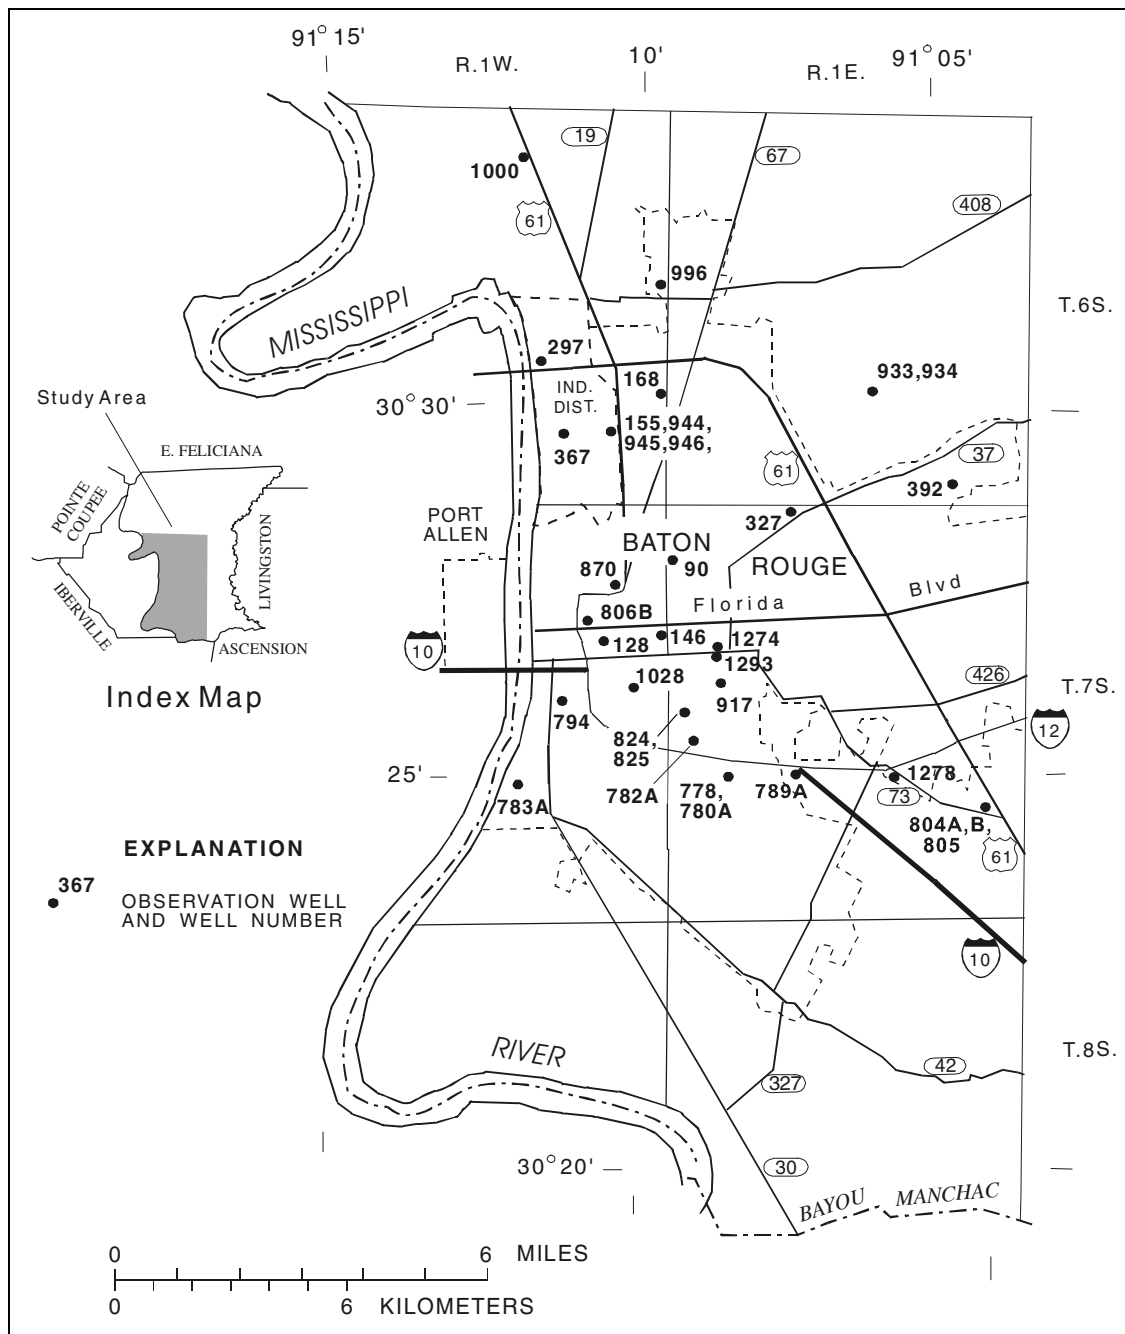 91° 15'
10'
91° 05'
R.1W.
R.1E.
19
67
1000
61
408
996
MISSISSIPPI
T.6S.
297
933,934
168
IND.
DIST.
Study Area
30° 30'
155,944,
945,946,
367
E. FELICIANA
37
61
392
POINTE
COUPEE
PORT
ALLEN
327
BATON
ROUGE
90
870
LIVINGSTON
IBERVILLE
Blvd
Florida
806B
128
146
1274
10
1293
ASCENSION
1028
426
917
Index Map
T.7S.
794
12
824,
825
25'
1278
782A
778,
780A
789A
783A
73
804A,B,
805
61
EXPLANATION
367
OBSERVATION WELL
AND WELL NUMBER
10
RIVER
T.8S.
42
327
30° 20'
30
BAYOU
MANCHAC
0
6
MILES
0
6
KILOMETERS